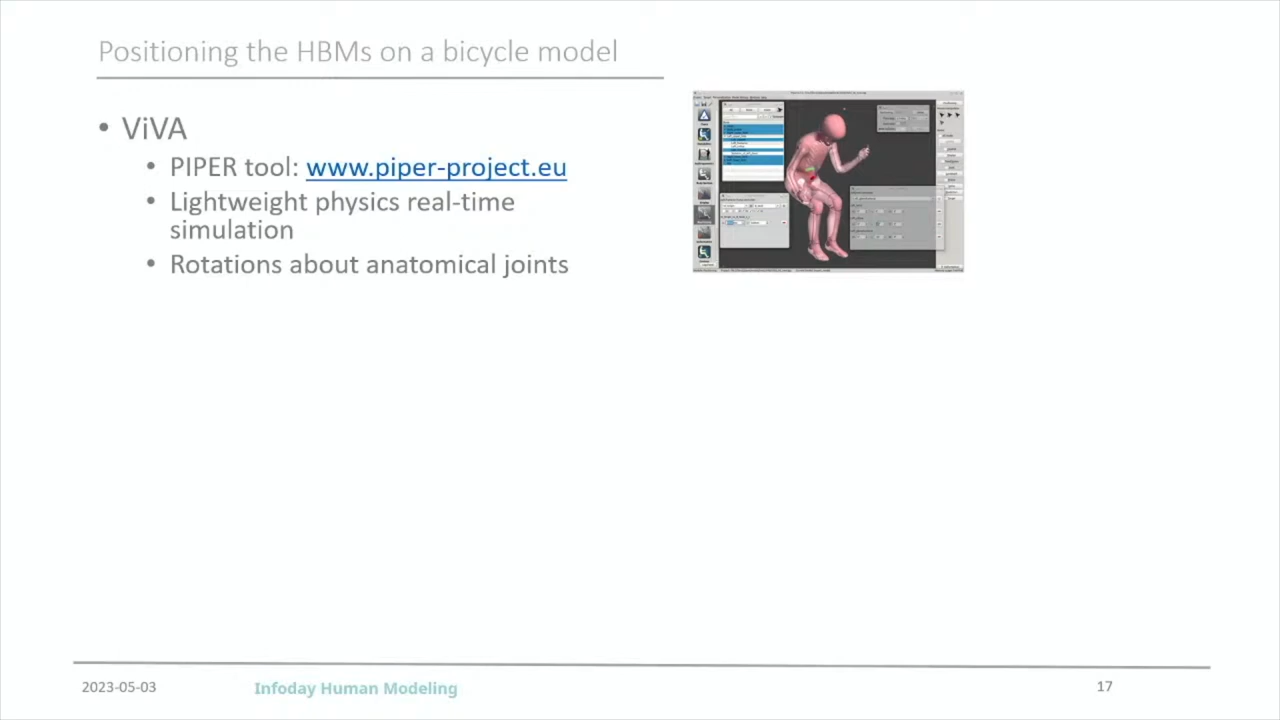 Positioning the HBMs on a bicycle model
• ViVA
• PIPER tool: www.piper-project.eu
• Lightweight physics real-time
simulation
• Rotations about anatomical joints
2023-05-03
Infoday Human Modeling
17